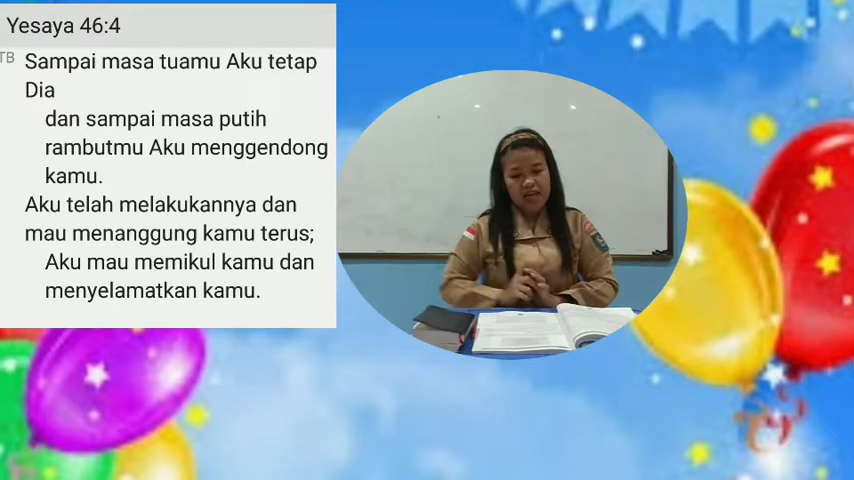 Yesaya 46:4
TB Sampai masa tuamu Aku tetap
Dia
dan sampai masa putih
rambutmu Aku menggendong
kamu.
Aku telah melakukannya dan
mau menanggung kamu terus;
Aku mau memikul kamu dan
menyelamatkan kamu.